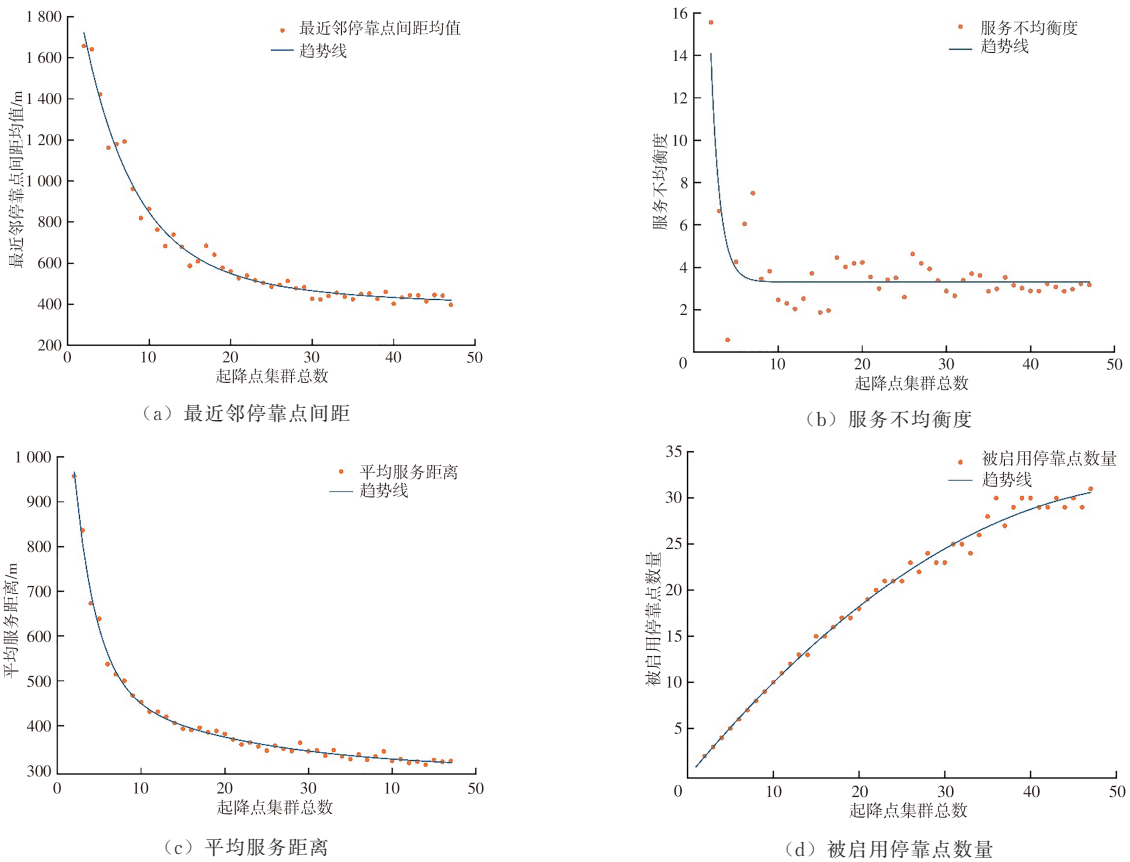 1 800
1 600
1 400
1 200
1 000
800
600
400
200
最近邻停靠点间距均值/m
最近邻停靠点间距均值
趋势线
0 10 20 30 40 50
起降点集群总数
（a）最近邻停靠点间距
16
14
12
10
8
6
4
2
服务不均衡度
服务不均衡度
趋势线
0 10 20 30 40 50
起降点集群总数
（b）服务不均衡度
1 000
900
800
700
600
500
400
300
平均服务距离/m
平均服务距离
趋势线
0 10 20 30 40 50
起降点集群总数
（c）平均服务距离
35
30
25
20
15
10
5
被启用停靠点数量
被启用停靠点数量
趋势线
0 10 20 30 40 50
起降点集群总数
（d）被启用停靠点数量